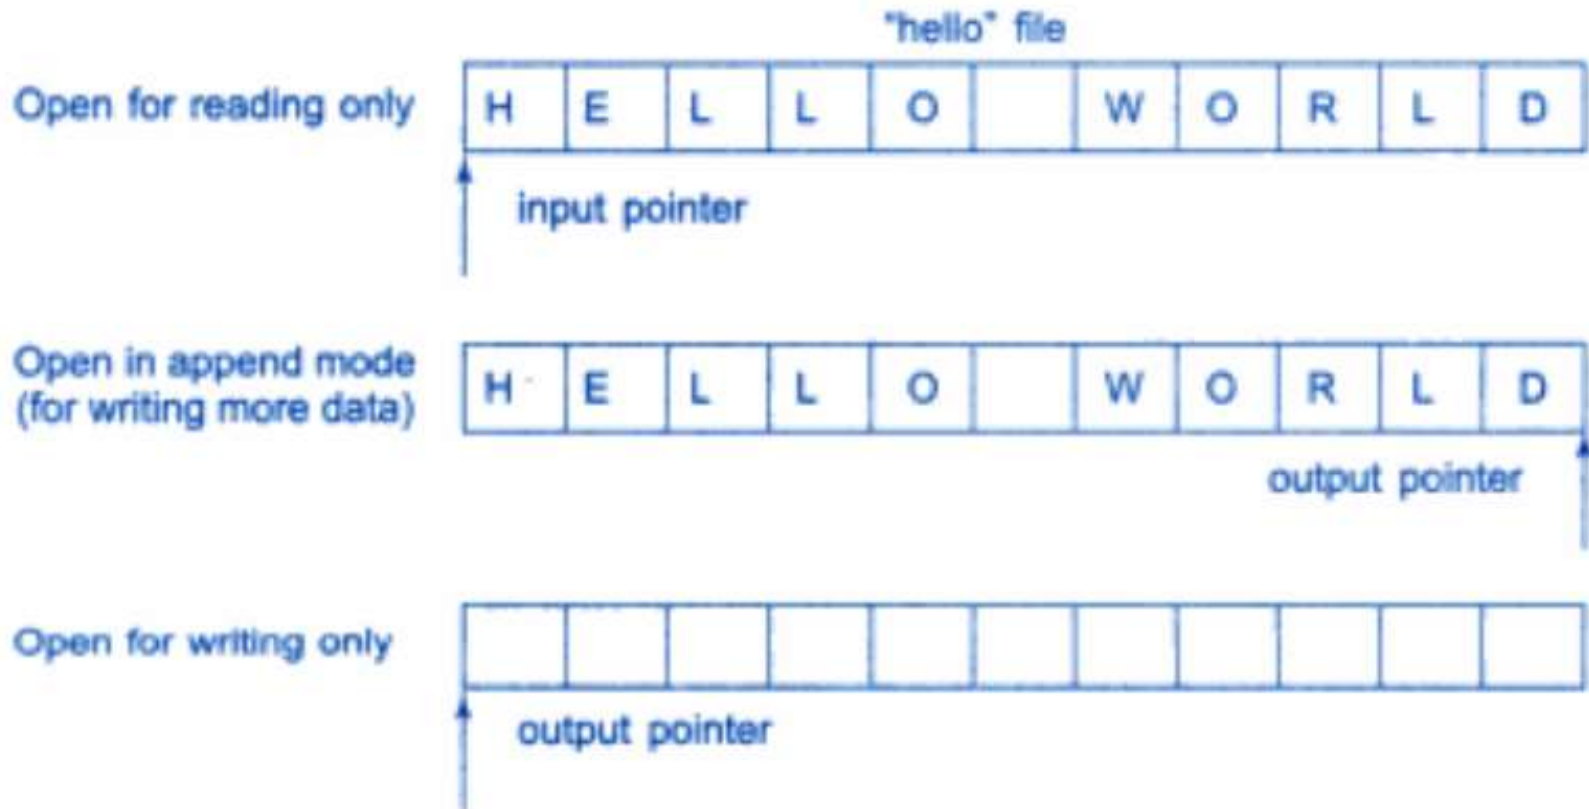 "hello" file
Open for reading only H E L L O W O R L D
input pointer
Open in append mode
(for writing more data)
H E L L O W O R L D
output pointer
Open for writing only
output pointer